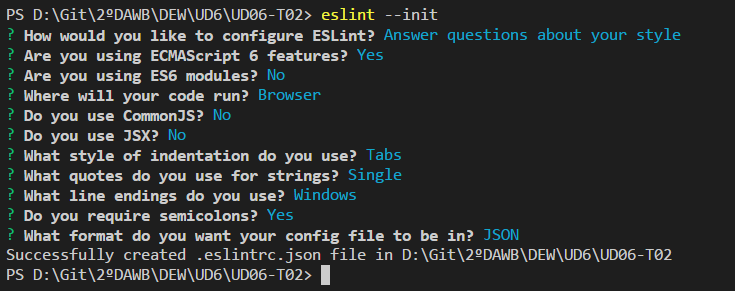 PS D:\Git\2ºDAWB\DEW\UD6\UD06-T02> eslint --init
? How would you like to configure ESLint? Answer questions about your style
? Are you using ECMAScript 6 features? Yes
? Are you using ES6 modules? No
? Where will your code run? Browser
? Do you use CommonJS? No
? Do you use JSX? No
? What style of indentation do you use? Tabs
? What quotes do you use for strings? Single
? What line endings do you use? Windows
? Do you require semicolons? Yes
? What format do you want your config file to be in? JSON
Successfully created .eslintrc.json file in D:\Git\2ºDAWB\DEW\UD6\UD06-T02
PS D:\Git\2ºDAWB\DEW\UD6\UD06-T02>